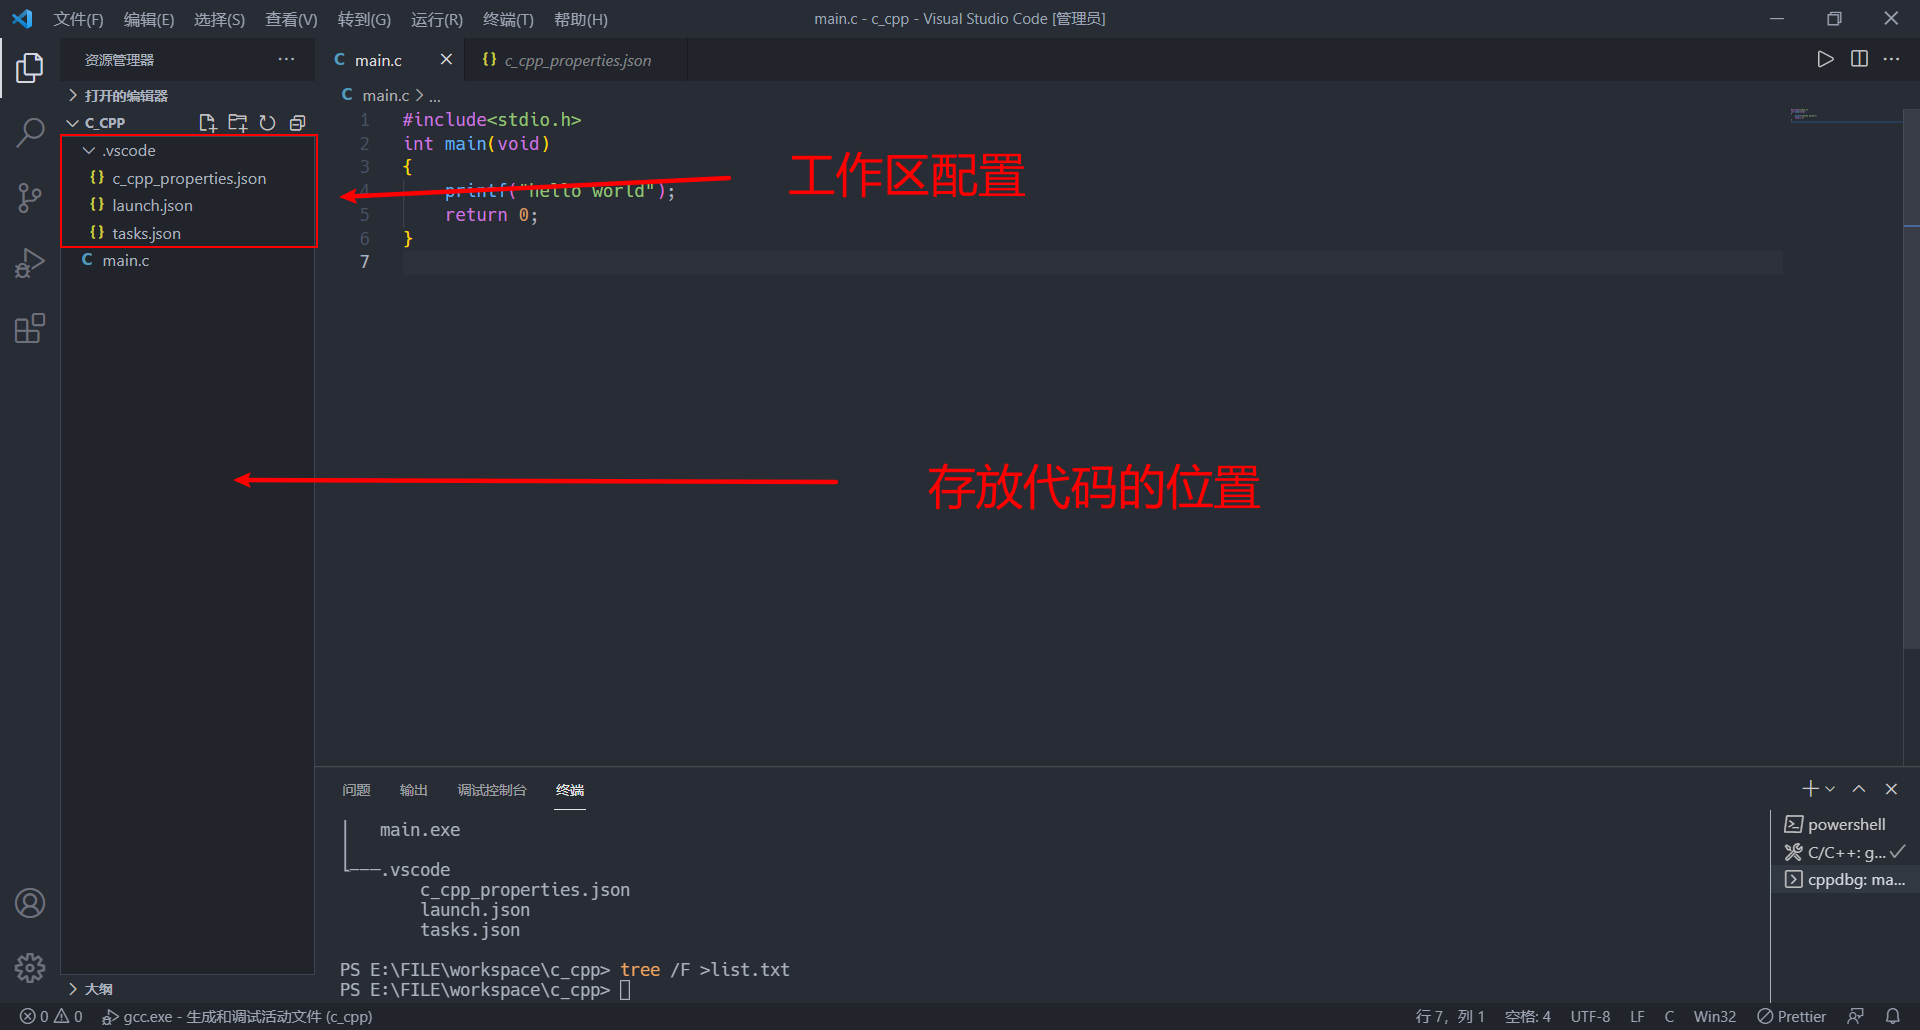 文件(F) 编辑(E) 选择(S) 查看(V) 转到(G) 运行(R) 终端(T) 帮助(H) main.c - c_cpp - Visual Studio Code [管理员]
资源管理器
C main.c {} c_cpp_properties.json
打开的编辑器
C main.c > ...
C_CPP
.vscode
{} c_cpp_properties.json
{} launch.json
{} tasks.json
C main.c
1 #include<stdio.h>
2 int main(void)
3 {
4 printf("hello world");
5 return 0;
6 }
7
工作区配置
存放代码的位置
问题 输出 调试控制台 终端
main.exe
.vscode
c_cpp_properties.json
launch.json
tasks.json
PS E:\FILE\workspace\c_cpp> tree /F >list.txt
PS E:\FILE\workspace\c_cpp>
powershell
C/C++: g...
cppdbg: ma...
大纲
0 0 gcc.exe - 生成和调试活动文件 (c_cpp) 行 7，列 1 空格: 4 UTF-8 LF C Win32 Prettier